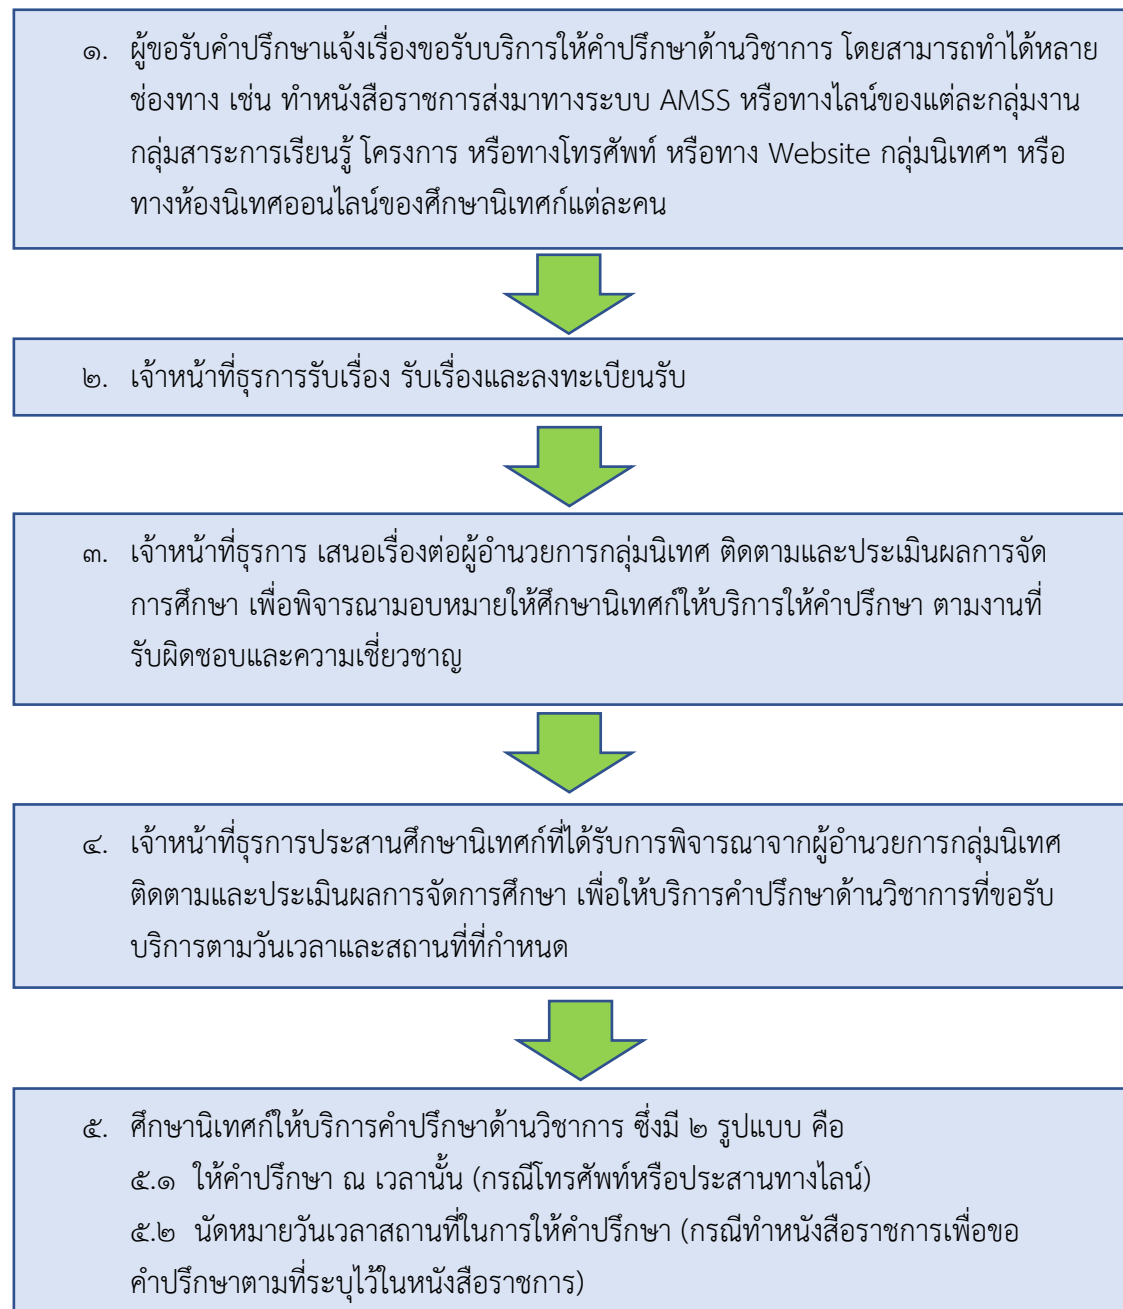 ๑. ผู้ขอรับคำปรึกษาแจ้งเรื่องขอรับบริการให้คำปรึกษาด้านวิชาการ โดยสามารถทำได้หลาย
ช่องทาง เช่น ทำหนังสือราชการส่งมาทางระบบ AMSS หรือทางไลน์ของแต่ละกลุ่มงาน
กลุ่มสาระการเรียนรู้ โครงการ หรือทางโทรศัพท์ หรือทาง Website กลุ่มนิเทศฯ หรือ
ทางห้องนิเทศออนไลน์ของศึกษานิเทศก์แต่ละคน
๒. เจ้าหน้าที่ธุรการรับเรื่อง รับเรื่องและลงทะเบียนรับ
๓. เจ้าหน้าที่ธุรการ เสนอเรื่องต่อผู้อำนวยการกลุ่มนิเทศ ติดตามและประเมินผลการจัด
การศึกษา เพื่อพิจารณามอบหมายให้ศึกษานิเทศก์ให้บริการให้คำปรึกษา ตามงานที่
รับผิดชอบและความเชี่ยวชาญ
๔. เจ้าหน้าที่ธุรการประสานศึกษานิเทศก์ที่ได้รับการพิจารณาจากผู้อำนวยการกลุ่มนิเทศ
ติดตามและประเมินผลการจัดการศึกษา เพื่อให้บริการคำปรึกษาด้านวิชาการที่ขอรับ
บริการตามวันเวลาและสถานที่ที่กำหนด
๕. ศึกษานิเทศก์ให้บริการคำปรึกษาด้านวิชาการ ซึ่งมี ๒ รูปแบบ คือ
๕.๑ ให้คำปรึกษา ณ เวลานั้น (กรณีโทรศัพท์หรือประสานทางไลน์)
๕.๒ นัดหมายวันเวลาสถานที่ในการให้คำปรึกษา (กรณีทำหนังสือราชการเพื่อขอ
คำปรึกษาตามที่ระบุไว้ในหนังสือราชการ)